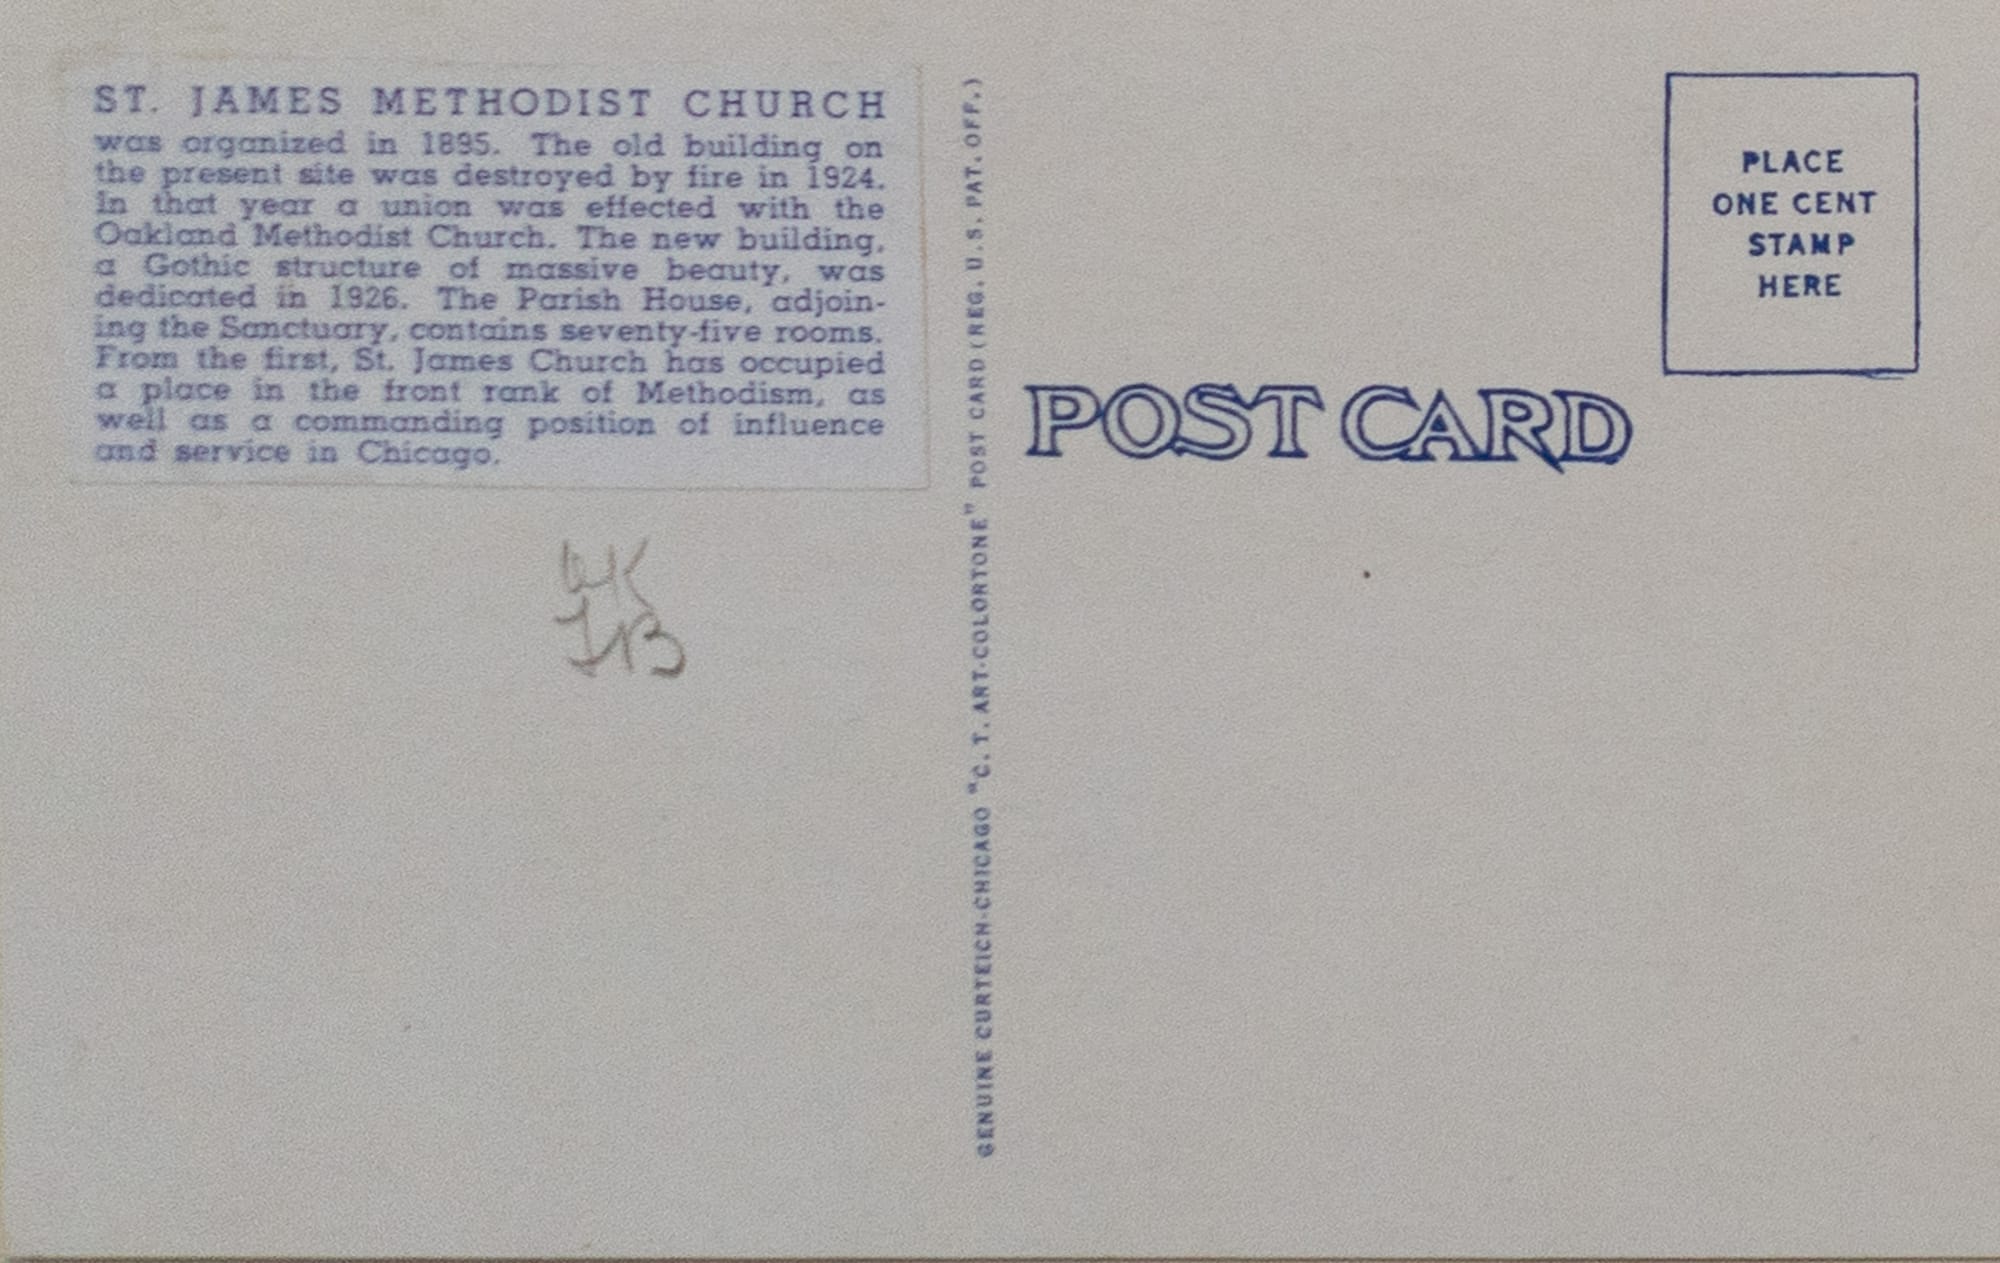 ST. JAMES METHODIST CHURCH
was organized in 1895. The old building on
the present site was destroyed by fire in 1924.
In that year a union was effected with the
Oakland Methodist Church. The new building,
a Gothic structure of massive beauty, was
dedicated in 1926. The Parish House, adjoin-
ing the Sanctuary, contains seventy-five rooms.
From the first, St. James Church has occupied
a place in the front rank of Methodism, as
well as a commanding position of influence
and service in Chicago.
GENUINE CURTEICH-CHICAGO "C. T. ART-COLORTONE" POST CARD (REG. U.S. PAT. OFF.)
POST CARD
PLACE
ONE CENT
STAMP
HERE